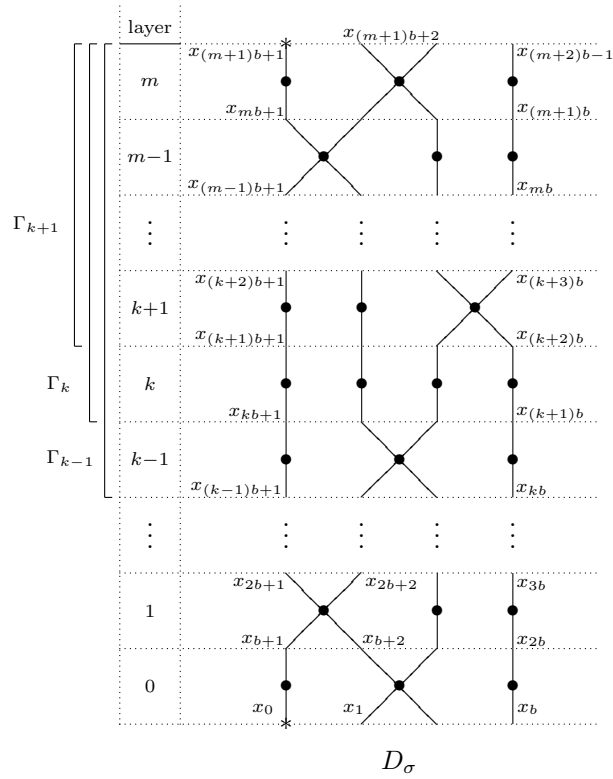 layer
* x_{(m+1)b+2}
x_{(m+1)b+1} x_{(m+2)b-1}
m
x_{mb+1} x_{(m+1)b}
m−1
x_{(m−1)b+1} x_{mb}
Γ_{k+1}
⋮ ⋮ ⋮ ⋮ ⋮
x_{(k+2)b+1} x_{(k+3)b}
k+1
x_{(k+1)b+1} x_{(k+2)b}
Γ_k k
x_{kb+1} x_{(k+1)b}
Γ_{k−1} k−1
x_{(k−1)b+1} x_{kb}
⋮ ⋮ ⋮ ⋮ ⋮
x_{2b+1} x_{2b+2} x_{3b}
1
x_{b+1} x_{b+2} x_{2b}
0
x_0 x_1 x_b
*
D_σ